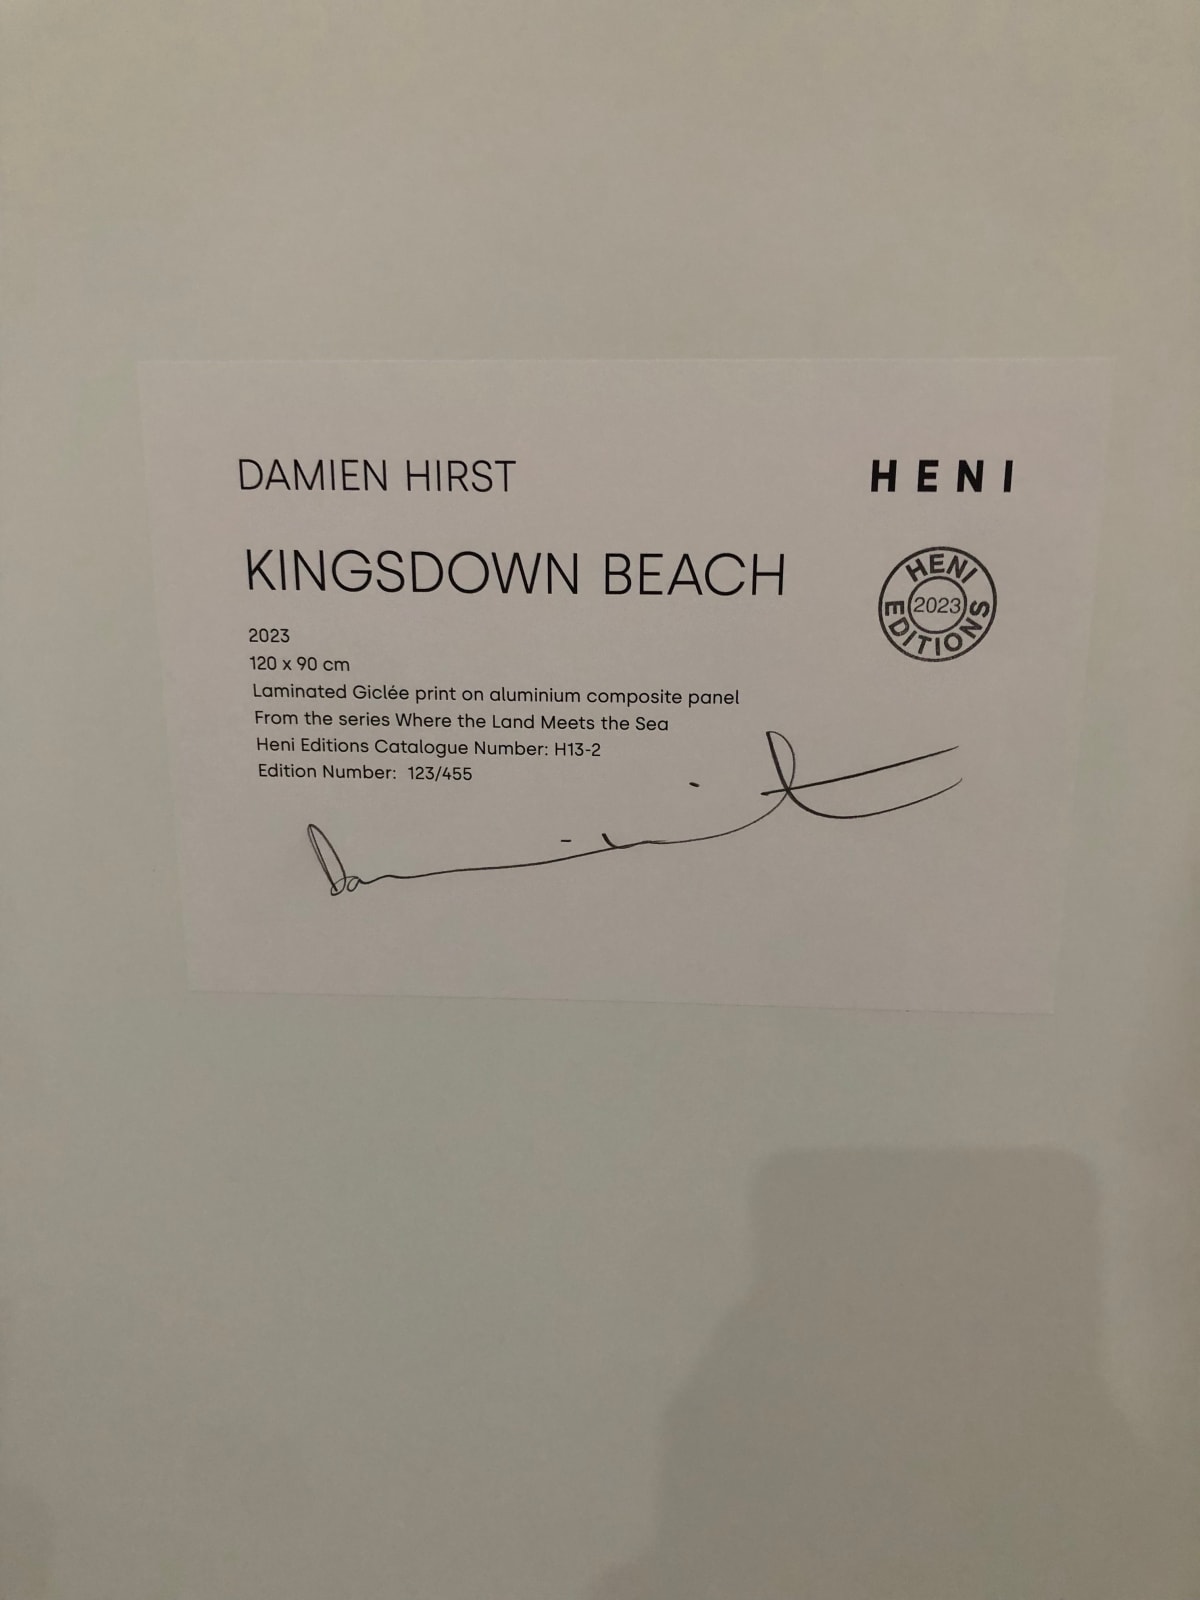 DAMIEN HIRST
HENI
KINGSDOWN BEACH
HENI EDITIONS
2023
2023
120 x 90 cm
Laminated Giclée print on aluminium composite panel
From the series Where the Land Meets the Sea
Heni Editions Catalogue Number: H13-2
Edition Number: 123/455